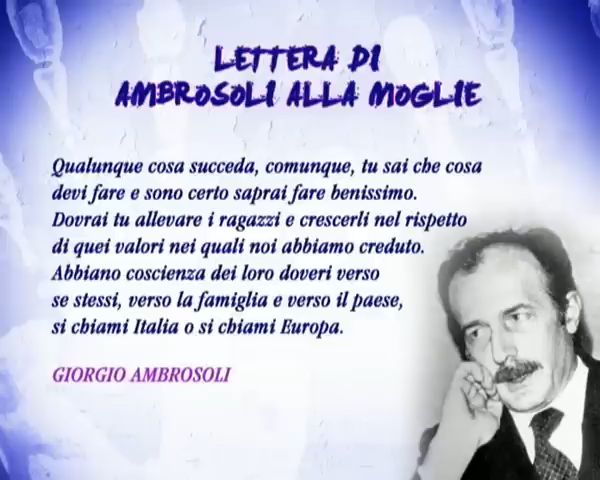 LETTERA DI
AMBROSOLI ALLA MOGLIE
Qualunque cosa succeda, comunque, tu sai che cosa
devi fare e sono certo saprai fare benissimo.
Dovrai tu allevare i ragazzi e crescerli nel rispetto
di quei valori nei quali noi abbiamo creduto.
Abbiano coscienza dei loro doveri verso
se stessi, verso la famiglia e verso il paese,
si chiami Italia o si chiami Europa.
GIORGIO AMBROSOLI